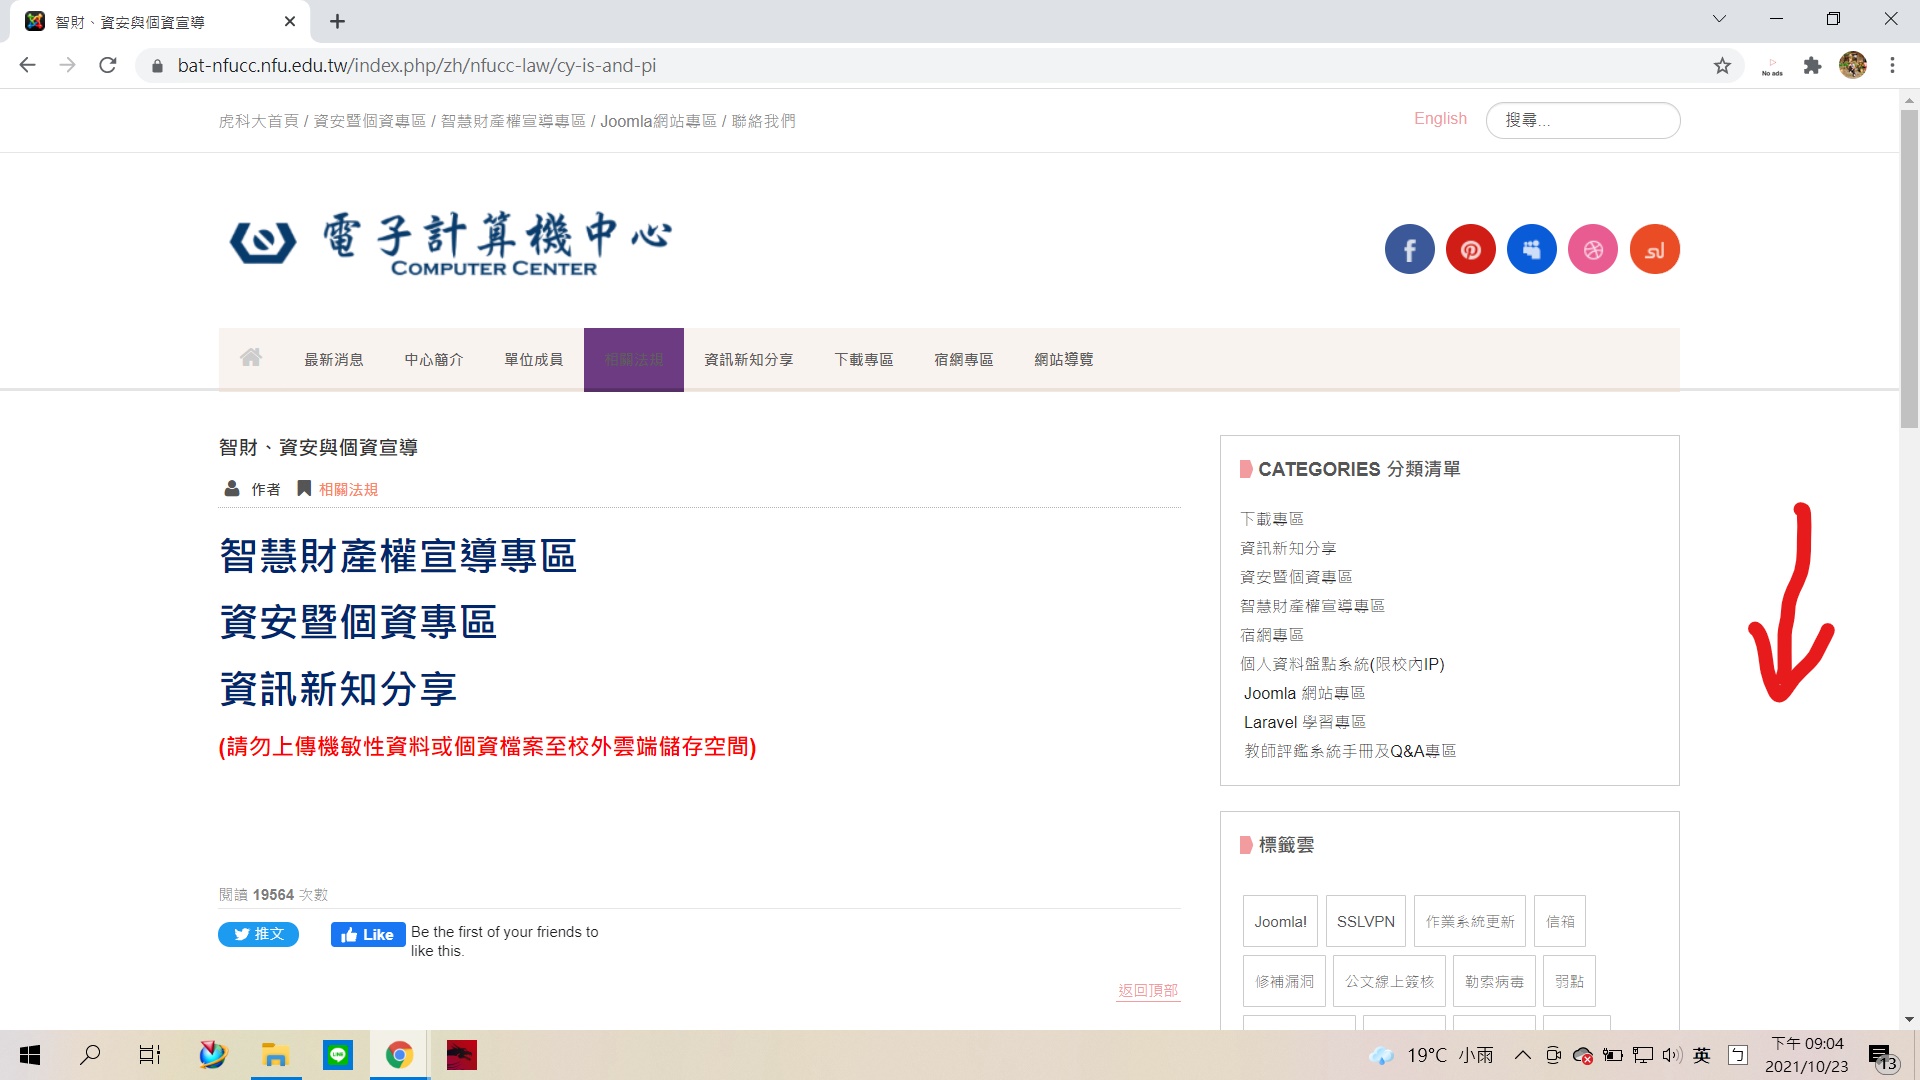 智財、資安與個資宣導
bat-nfucc.nfu.edu.tw/index.php/zh/nfucc-law/cy-is-and-pi
No ads
虎科大首頁 / 資安暨個資專區 / 智慧財產權宣導專區 / Joomla網站專區 / 聯絡我們
English
搜尋...
電子計算機中心
COMPUTER CENTER
最新消息 中心簡介 單位成員 相關法規 資訊新知分享 下載專區 宿網專區 網站導覽
智財、資安與個資宣導
作者 相關法規
智慧財產權宣導專區
資安暨個資專區
資訊新知分享
(請勿上傳機敏性資料或個資檔案至校外雲端儲存空間)
閱讀 19564 次數
推文
Like
Be the first of your friends to
like this.
返回頂部
CATEGORIES 分類清單
下載專區
資訊新知分享
資安暨個資專區
智慧財產權宣導專區
宿網專區
個人資料盤點系統(限校內IP)
Joomla 網站專區
Laravel 學習專區
教師評鑑系統手冊及Q&A專區
標籤雲
Joomla! SSLVPN 作業系統更新 信箱
修補漏洞 公文線上簽核 勒索病毒 弱點
19°C 小雨
英
ㄅ
下午 09:04
2021/10/23
13